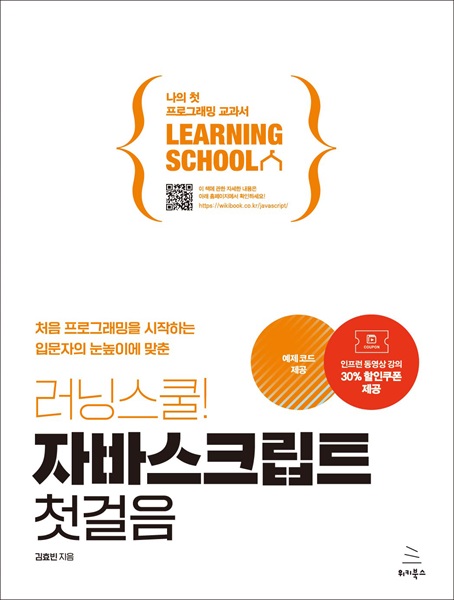 나의 첫
프로그래밍 교과서
LEARNING
SCHOOL
이 책에 관한 자세한 내용은
아래 홈페이지에서 확인하세요!
https://wikibook.co.kr/javascript/
처음 프로그래밍을 시작하는
입문자의 눈높이에 맞춘
예제 코드
제공
COUPON
인프런 동영상 강의
30% 할인쿠폰
제공
러닝스쿨!
자바스크립트
첫걸음
김효빈 지음
위키북스